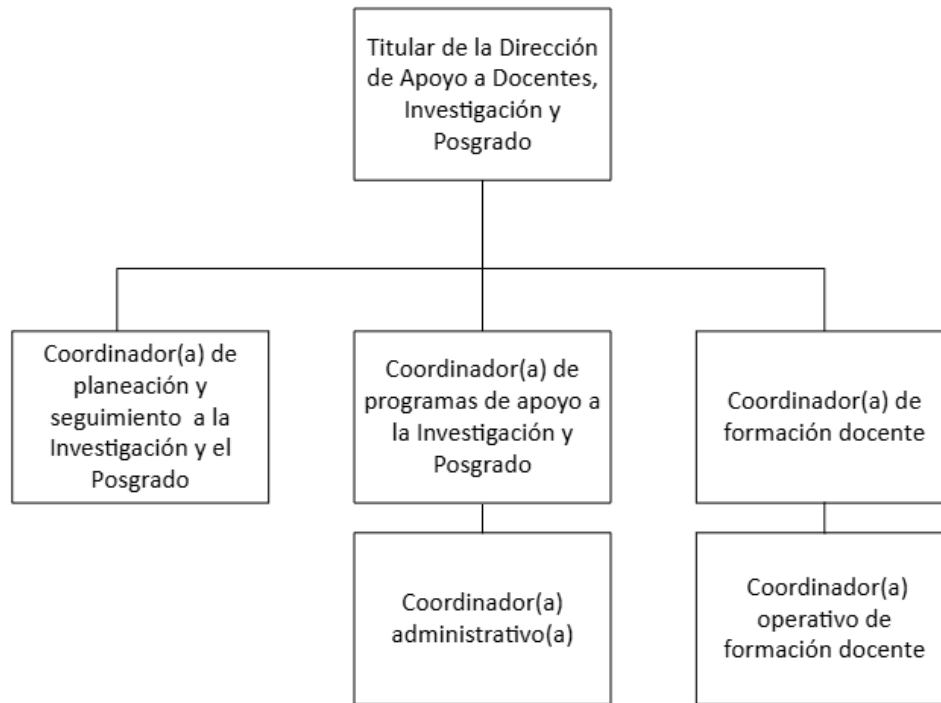 Titular de la Dirección
de Apoyo a Docentes,
Investigación y
Posgrado
Coordinador(a) de
planeación y
seguimiento a la
Investigación y el
Posgrado
Coordinador(a) de
programas de apoyo a
la Investigación y
Posgrado
Coordinador(a) de
formación docente
Coordinador(a)
administrativo(a)
Coordinador(a)
operativo de
formación docente